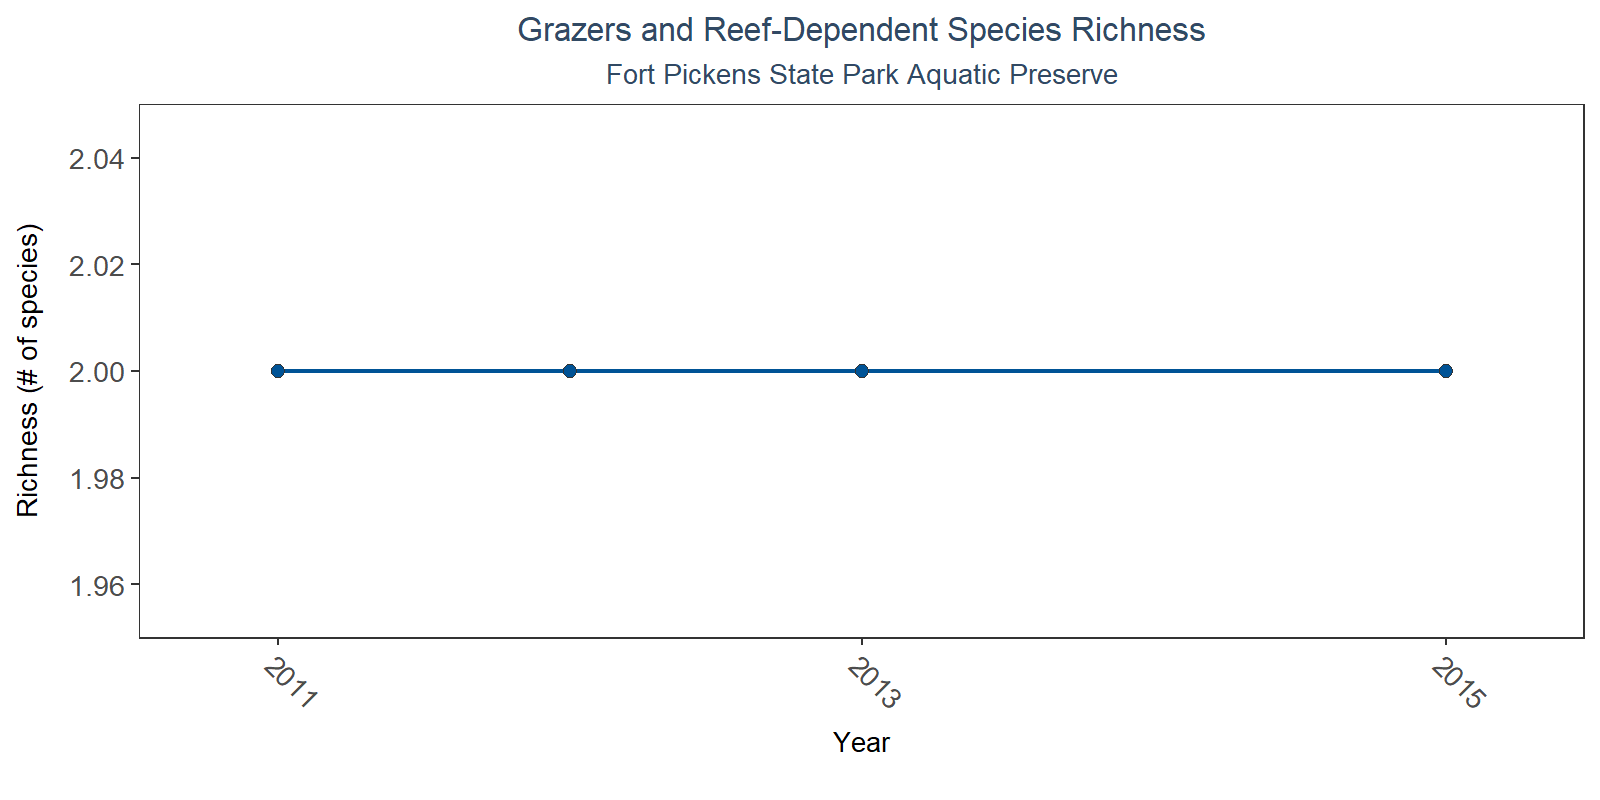 Grazers and Reef-Dependent Species Richness
Fort Pickens State Park Aquatic Preserve
Richness (# of species)
2.04
2.02
2.00
1.98
1.96
2011
2013
2015
Year